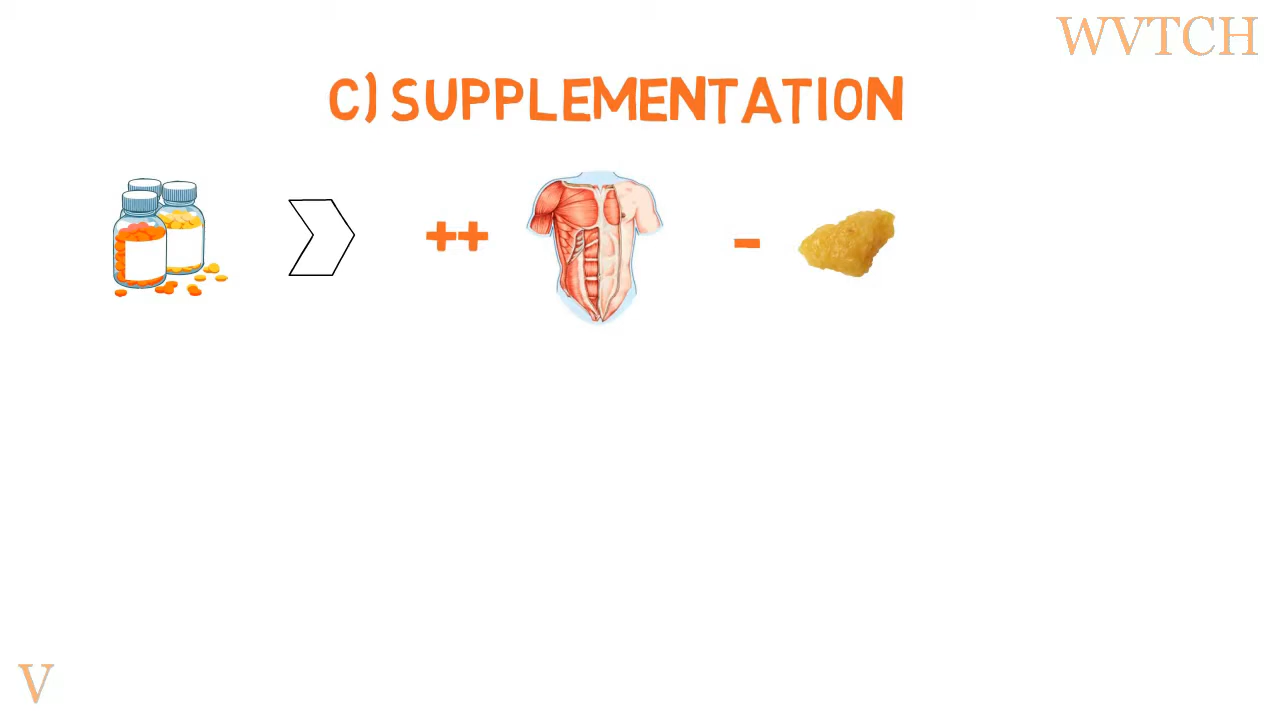 WVTCH
C) SUPPLEMENTATION
++
-
V